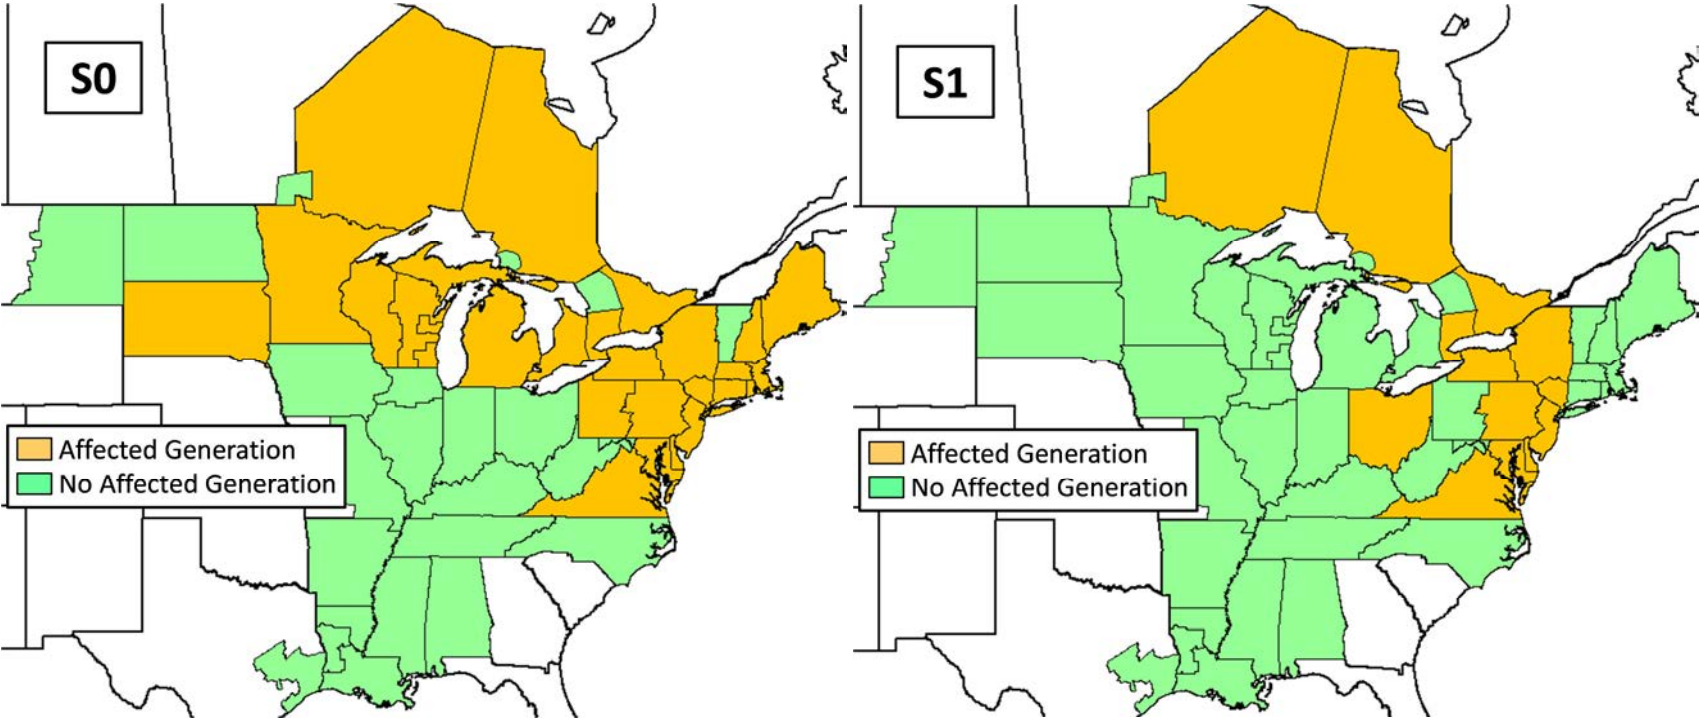 S0
Affected Generation
No Affected Generation
S1
Affected Generation
No Affected Generation